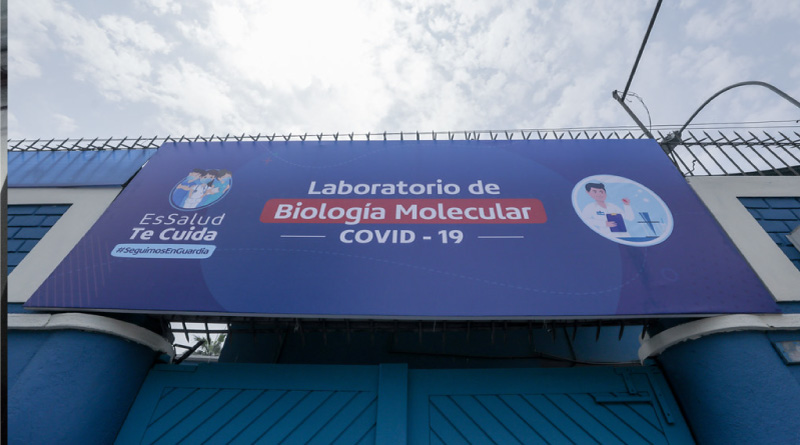 EsSalud
Te Cuida
#SeguimosEnGuardia
Laboratorio de
Biología Molecular
COVID - 19